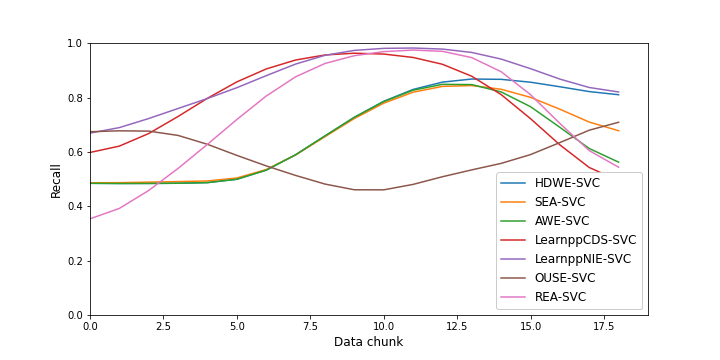 1.0
0.8
0.6
0.4
0.2
0.0
Recall
0.0 2.5 5.0 7.5 10.0 12.5 15.0 17.5
Data chunk
HDWE-SVC
SEA-SVC
AWE-SVC
LearnppCDS-SVC
LearnppNIE-SVC
OUSE-SVC
REA-SVC